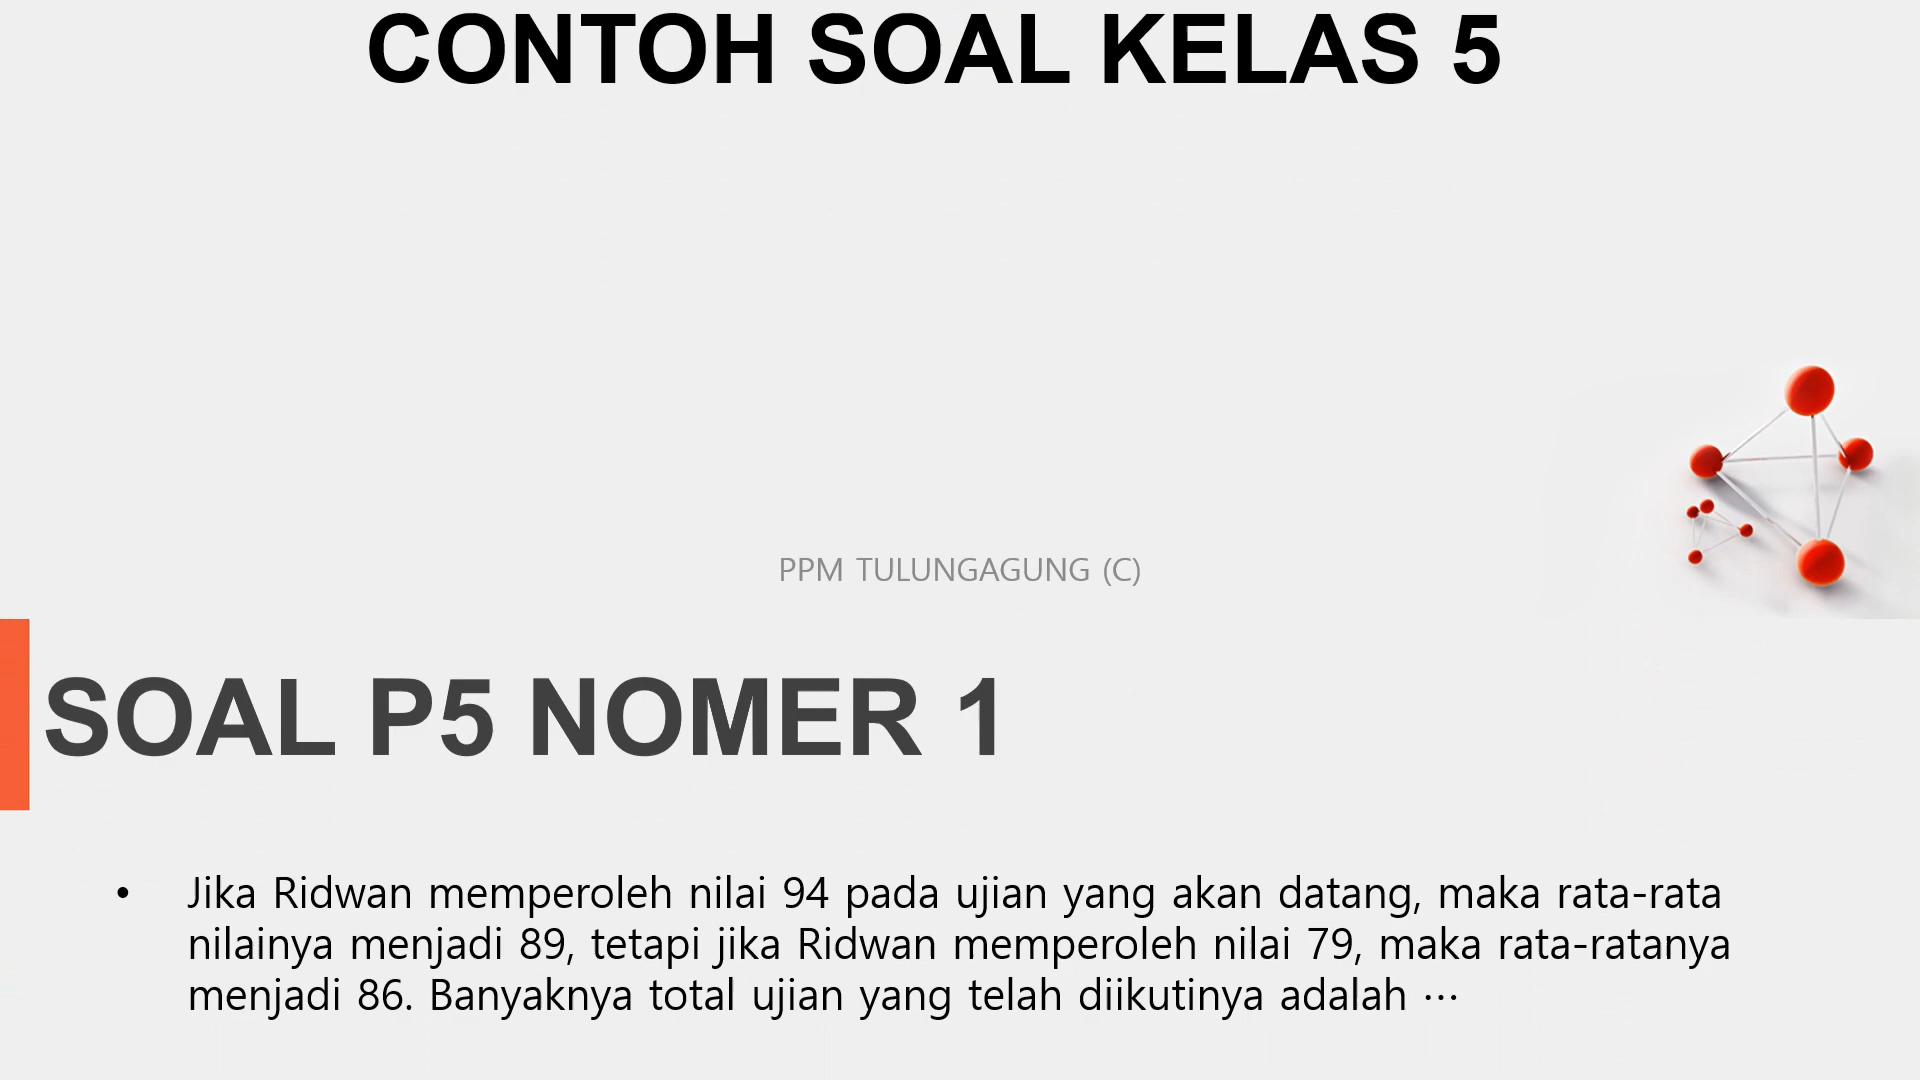 CONTOH SOAL KELAS 5
PPM TULUNGAGUNG (C)
SOAL P5 NOMER 1
• Jika Ridwan memperoleh nilai 94 pada ujian yang akan datang, maka rata-rata
nilainya menjadi 89, tetapi jika Ridwan memperoleh nilai 79, maka rata-ratanya
menjadi 86. Banyaknya total ujian yang telah diikutinya adalah ⋯